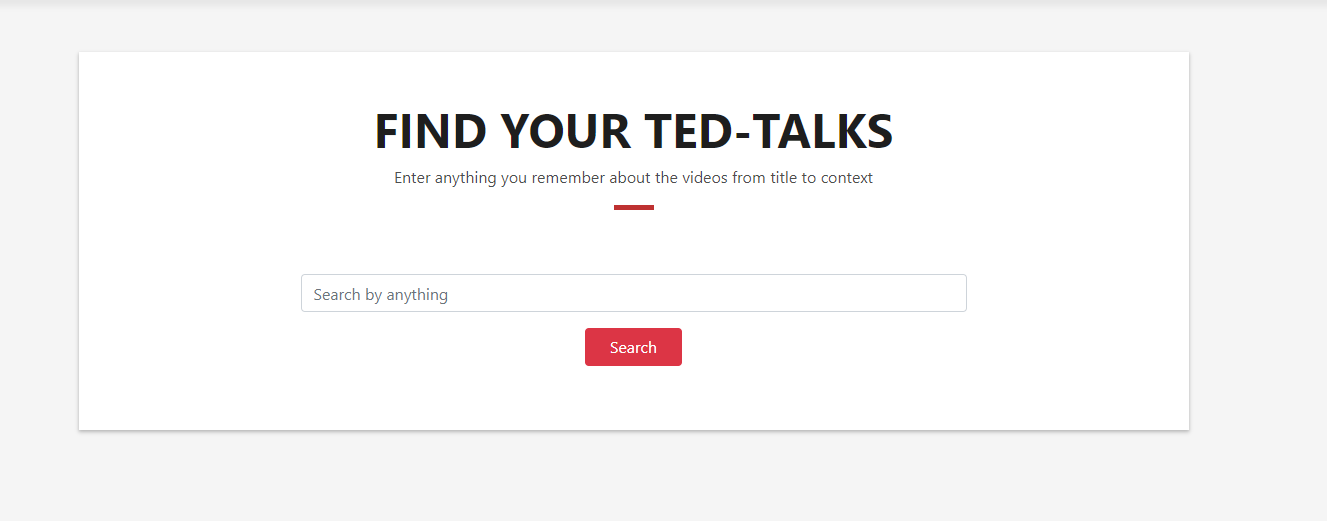 FIND YOUR TED-TALKS
Enter anything you remember about the videos from title to context
Search by anything
Search